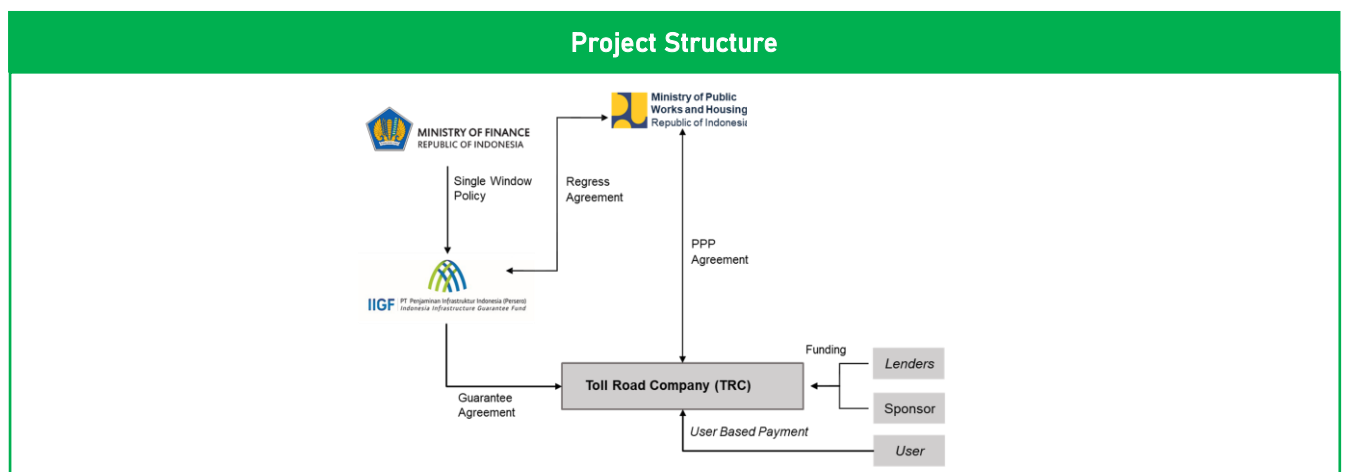 Project Structure
MINISTRY OF FINANCE
REPUBLIC OF INDONESIA
Ministry of Public
Works and Housing
Republic of Indonesia
Single Window
Policy
Regress
Agreement
PPP
Agreement
IIGF
PT Penjaminan Infrastruktur Indonesia (Persero)
Indonesia Infrastructure Guarantee Fund
Guarantee
Agreement
Toll Road Company (TRC)
Funding
Lenders
Sponsor
User Based Payment
User